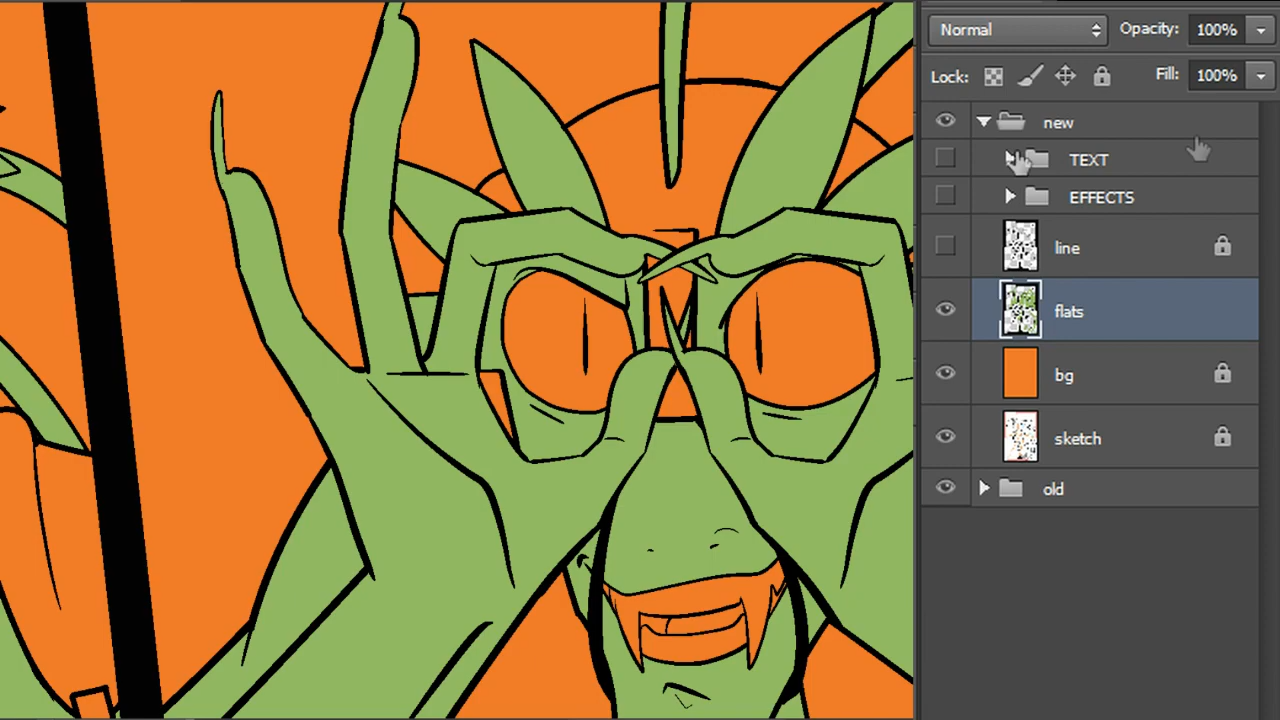 Normal Opacity: 100%
Lock: Fill: 100%
new
TEXT
EFFECTS
line
flats
bg
sketch
old